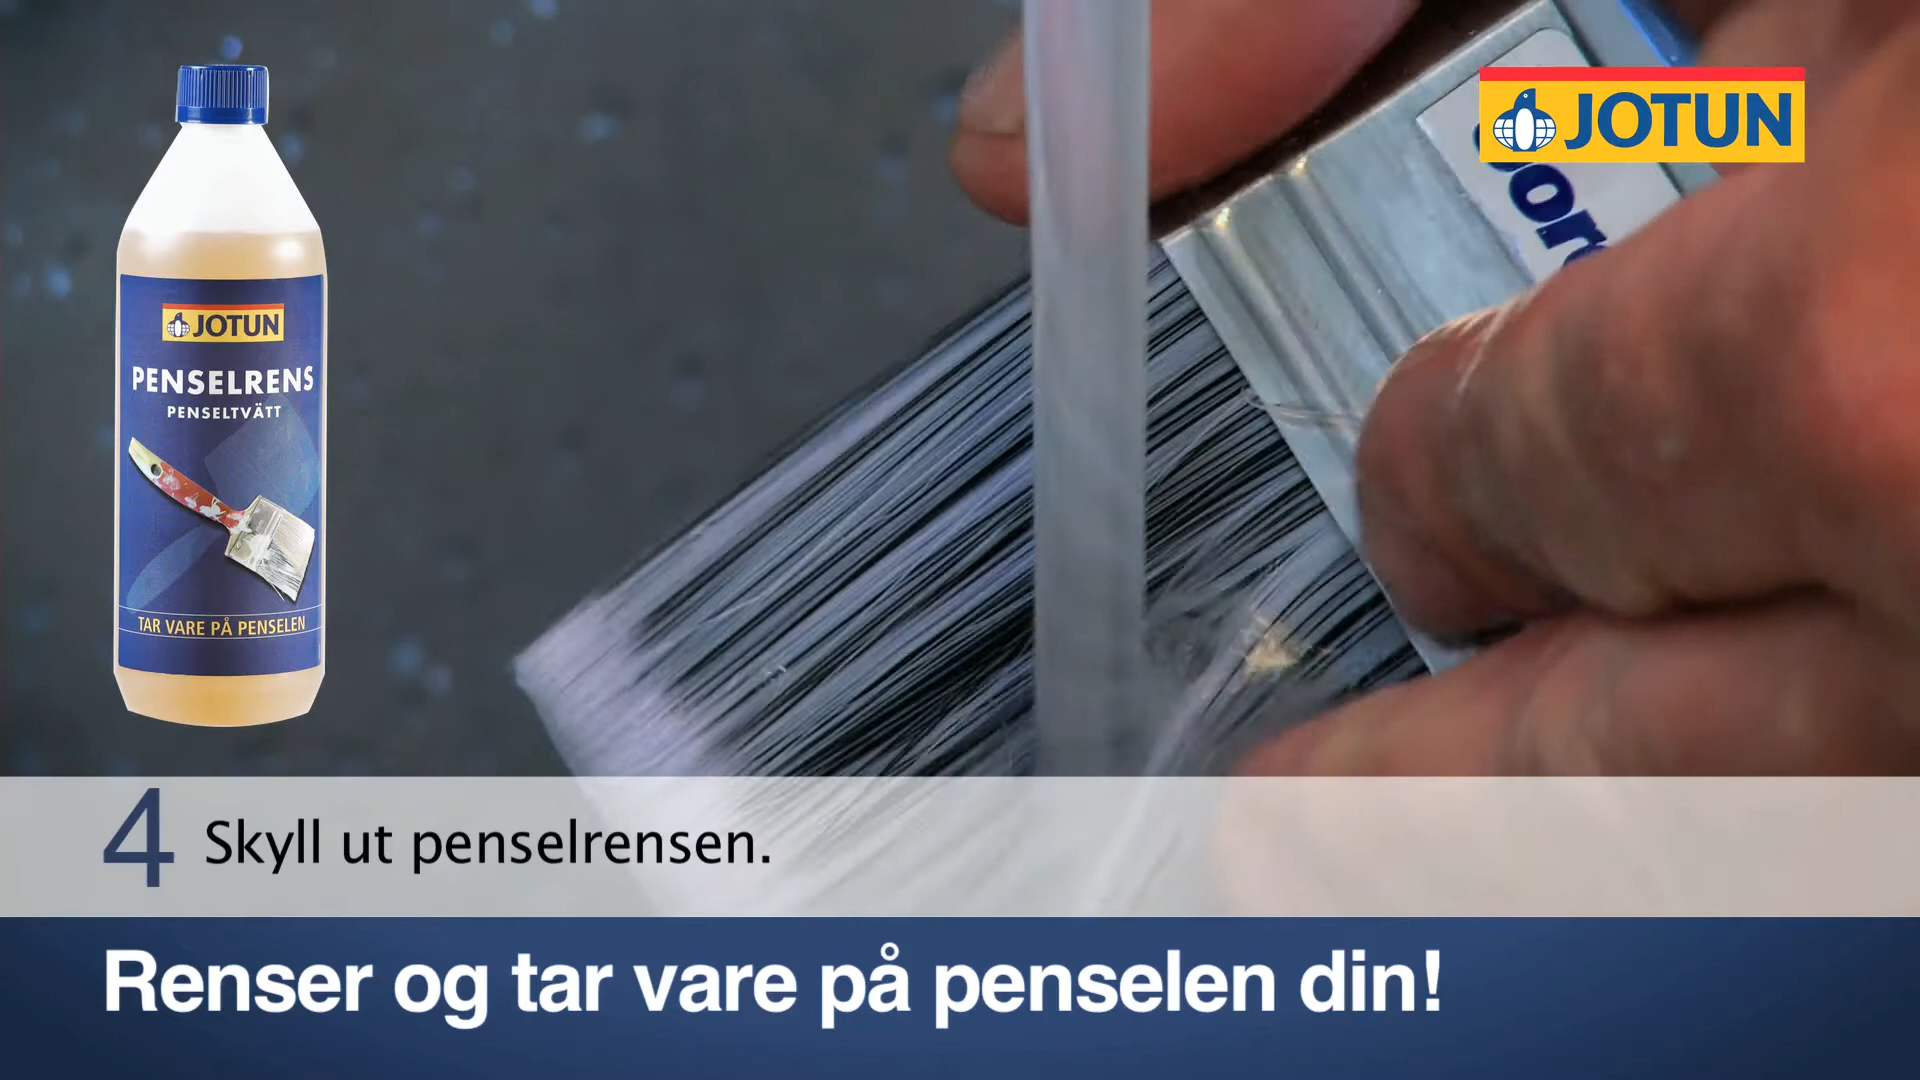 JOTUN
JOTUN
PENSELRENS
PENSELTVÄTT
TAR VARE PÅ PENSELEN
4 Skyll ut penselrensen.
Renser og tar vare på penselen din!